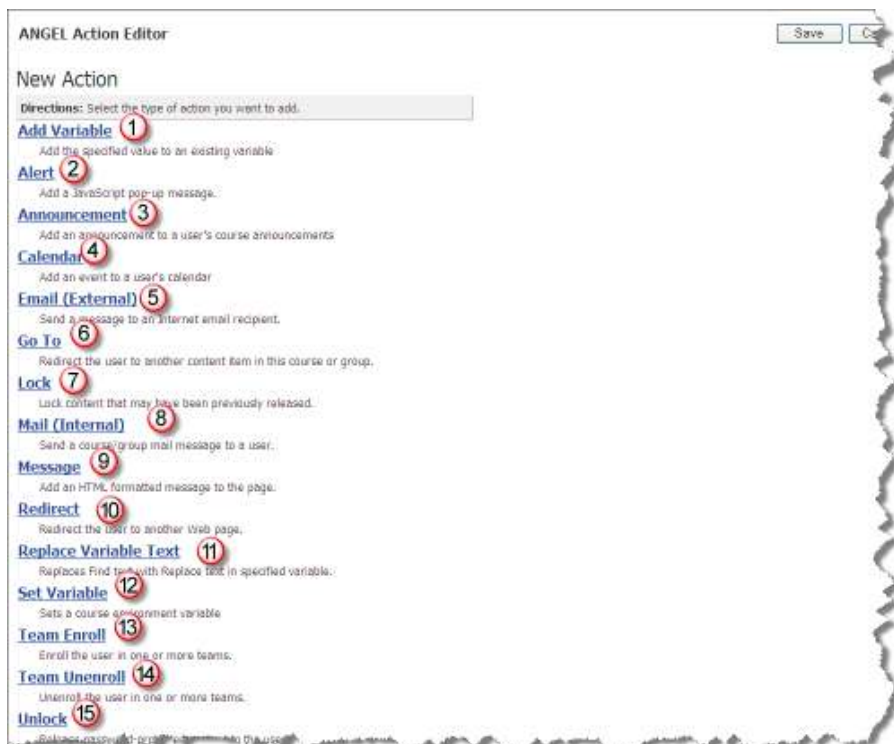 ANGEL Action Editor
Save
New Action
Directions: Select the type of action you want to add.
Add Variable 1
Add the specified value to an existing variable
Alert 2
Add a JavaScript pop-up message.
Announcement 3
Add an announcement to a user's course announcements
Calendar 4
Add an event to a user's calendar
Email (External) 5
Send a message to an Internet email recipient.
Go To 6
Redirect the user to another content item in this course or group.
Lock 7
Lock content that may have been previously released.
Mail (Internal) 8
Send a course/group mail message to a user.
Message 9
Add an HTML formatted message to the page.
Redirect 10
Redirect the user to another Web page.
Replace Variable Text 11
Replaces Find text with Replace text in specified variable.
Set Variable 12
Sets a course environment variable
Team Enroll 13
Enroll the user in one or more teams.
Team Unenroll 14
Unenroll the user in one or more teams.
Unlock 15
to the user